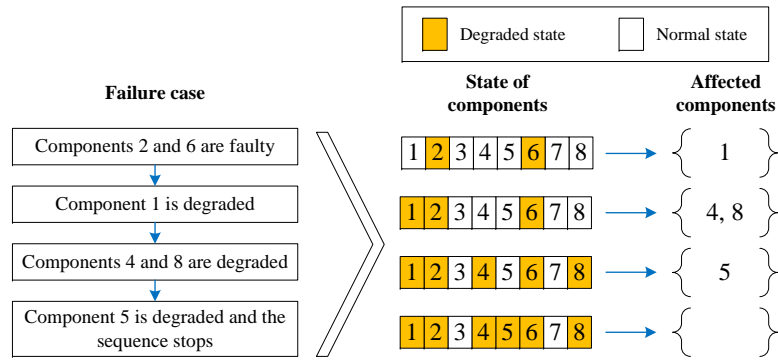 Degraded state
Normal state
Failure case
State of
components
Affected
components
Components 2 and 6 are faulty
1 2 3 4 5 6 7 8
{ 1 }
Component 1 is degraded
1 2 3 4 5 6 7 8
{ 4, 8 }
Components 4 and 8 are degraded
1 2 3 4 5 6 7 8
{ 5 }
Component 5 is degraded and the
sequence stops
1 2 3 4 5 6 7 8
{ }